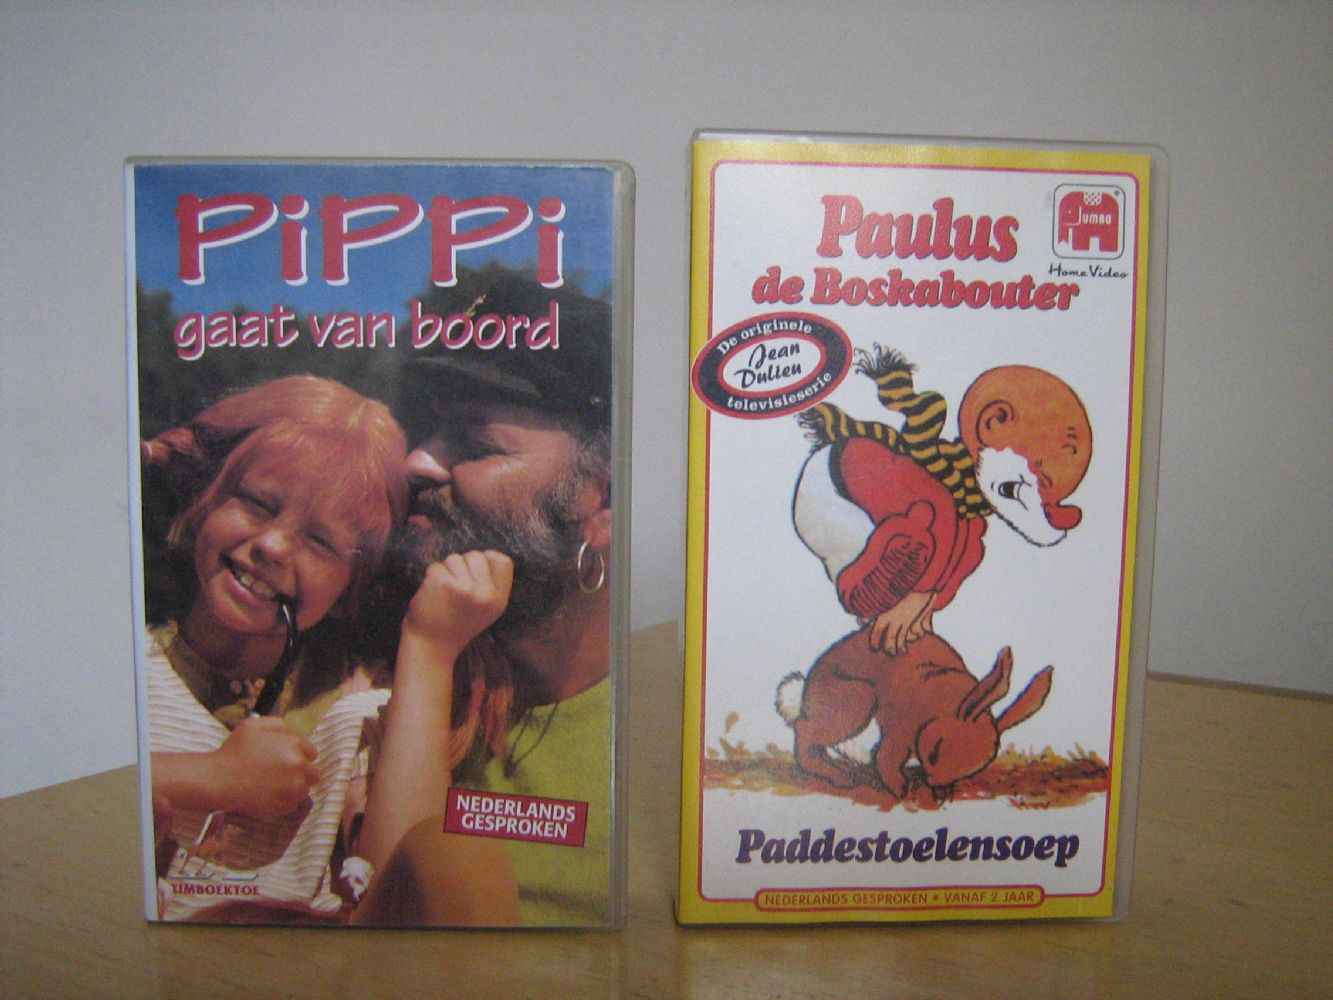 PiPPi
gaat van boord
NEDERLANDS
GESPROKEN
TIMBOEKTOE
Paulus
de Boskabouter
JUMBO
Home Video
De originele
Jean
Dulieu
televisieserie
Paddestoelensoep
NEDERLANDS GESPROKEN • VANAF 2 JAAR